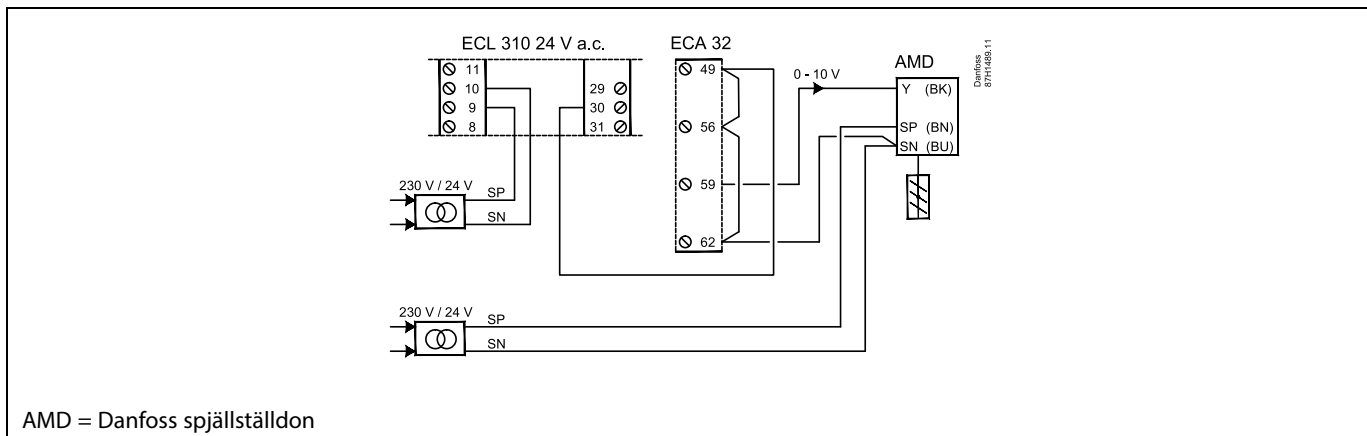 ECL 310 24 V a.c.
11
10
9
8
29
30
31
ECA 32
49
56
59
62
0 - 10 V
AMD
Y (BK)
SP (BN)
SN (BU)
Danfoss
87H1489.11
230 V / 24 V
SP
SN
230 V / 24 V
SP
SN
AMD = Danfoss spjällställdon